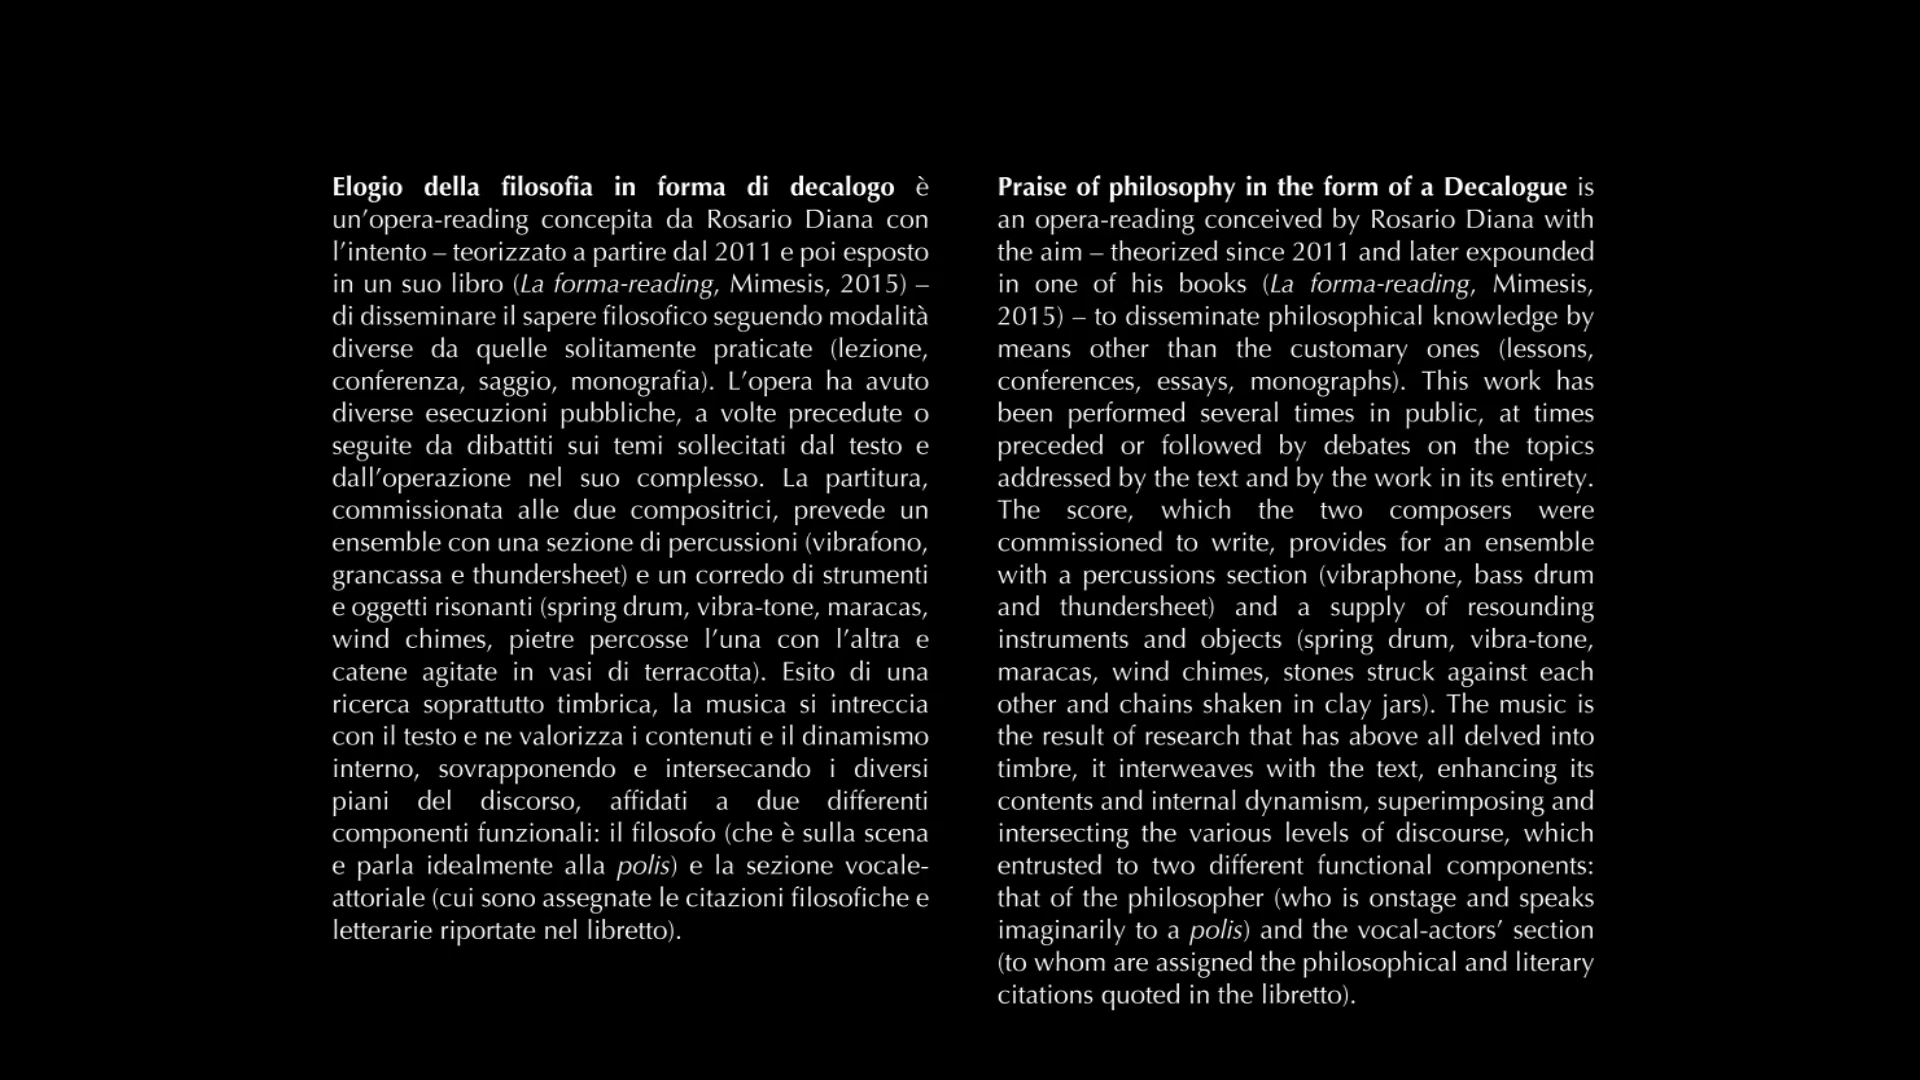 Elogio della filosofia in forma di decalogo è
un’opera-reading concepita da Rosario Diana con
l’intento – teorizzato a partire dal 2011 e poi esposto
in un suo libro (La forma-reading, Mimesis, 2015) –
di disseminare il sapere filosofico seguendo modalità
diverse da quelle solitamente praticate (lezione,
conferenza, saggio, monografia). L’opera ha avuto
diverse esecuzioni pubbliche, a volte precedute o
seguite da dibattiti sui temi sollecitati dal testo e
dall’operazione nel suo complesso. La partitura,
commissionata alle due compositrici, prevede un
ensemble con una sezione di percussioni (vibrafono,
grancassa e thundersheet) e un corredo di strumenti
e oggetti risonanti (spring drum, vibra-tone, maracas,
wind chimes, pietre percosse l’una con l’altra e
catene agitate in vasi di terracotta). Esito di una
ricerca soprattutto timbrica, la musica si intreccia
con il testo e ne valorizza i contenuti e il dinamismo
interno, sovrapponendo e intersecando i diversi
piani del discorso, affidati a due differenti
componenti funzionali: il filosofo (che è sulla scena
e parla idealmente alla polis) e la sezione vocale-
attoriale (cui sono assegnate le citazioni filosofiche e
letterarie riportate nel libretto).
Praise of philosophy in the form of a Decalogue is
an opera-reading conceived by Rosario Diana with
the aim – theorized since 2011 and later expounded
in one of his books (La forma-reading, Mimesis,
2015) – to disseminate philosophical knowledge by
means other than the customary ones (lessons,
conferences, essays, monographs). This work has
been performed several times in public, at times
preceded or followed by debates on the topics
addressed by the text and by the work in its entirety.
The score, which the two composers were
commissioned to write, provides for an ensemble
with a percussions section (vibraphone, bass drum
and thundersheet) and a supply of resounding
instruments and objects (spring drum, vibra-tone,
maracas, wind chimes, stones struck against each
other and chains shaken in clay jars). The music is
the result of research that has above all delved into
timbre, it interweaves with the text, enhancing its
contents and internal dynamism, superimposing and
intersecting the various levels of discourse, which
entrusted to two different functional components:
that of the philosopher (who is onstage and speaks
imaginarily to a polis) and the vocal-actors’ section
(to whom are assigned the philosophical and literary
citations quoted in the libretto).